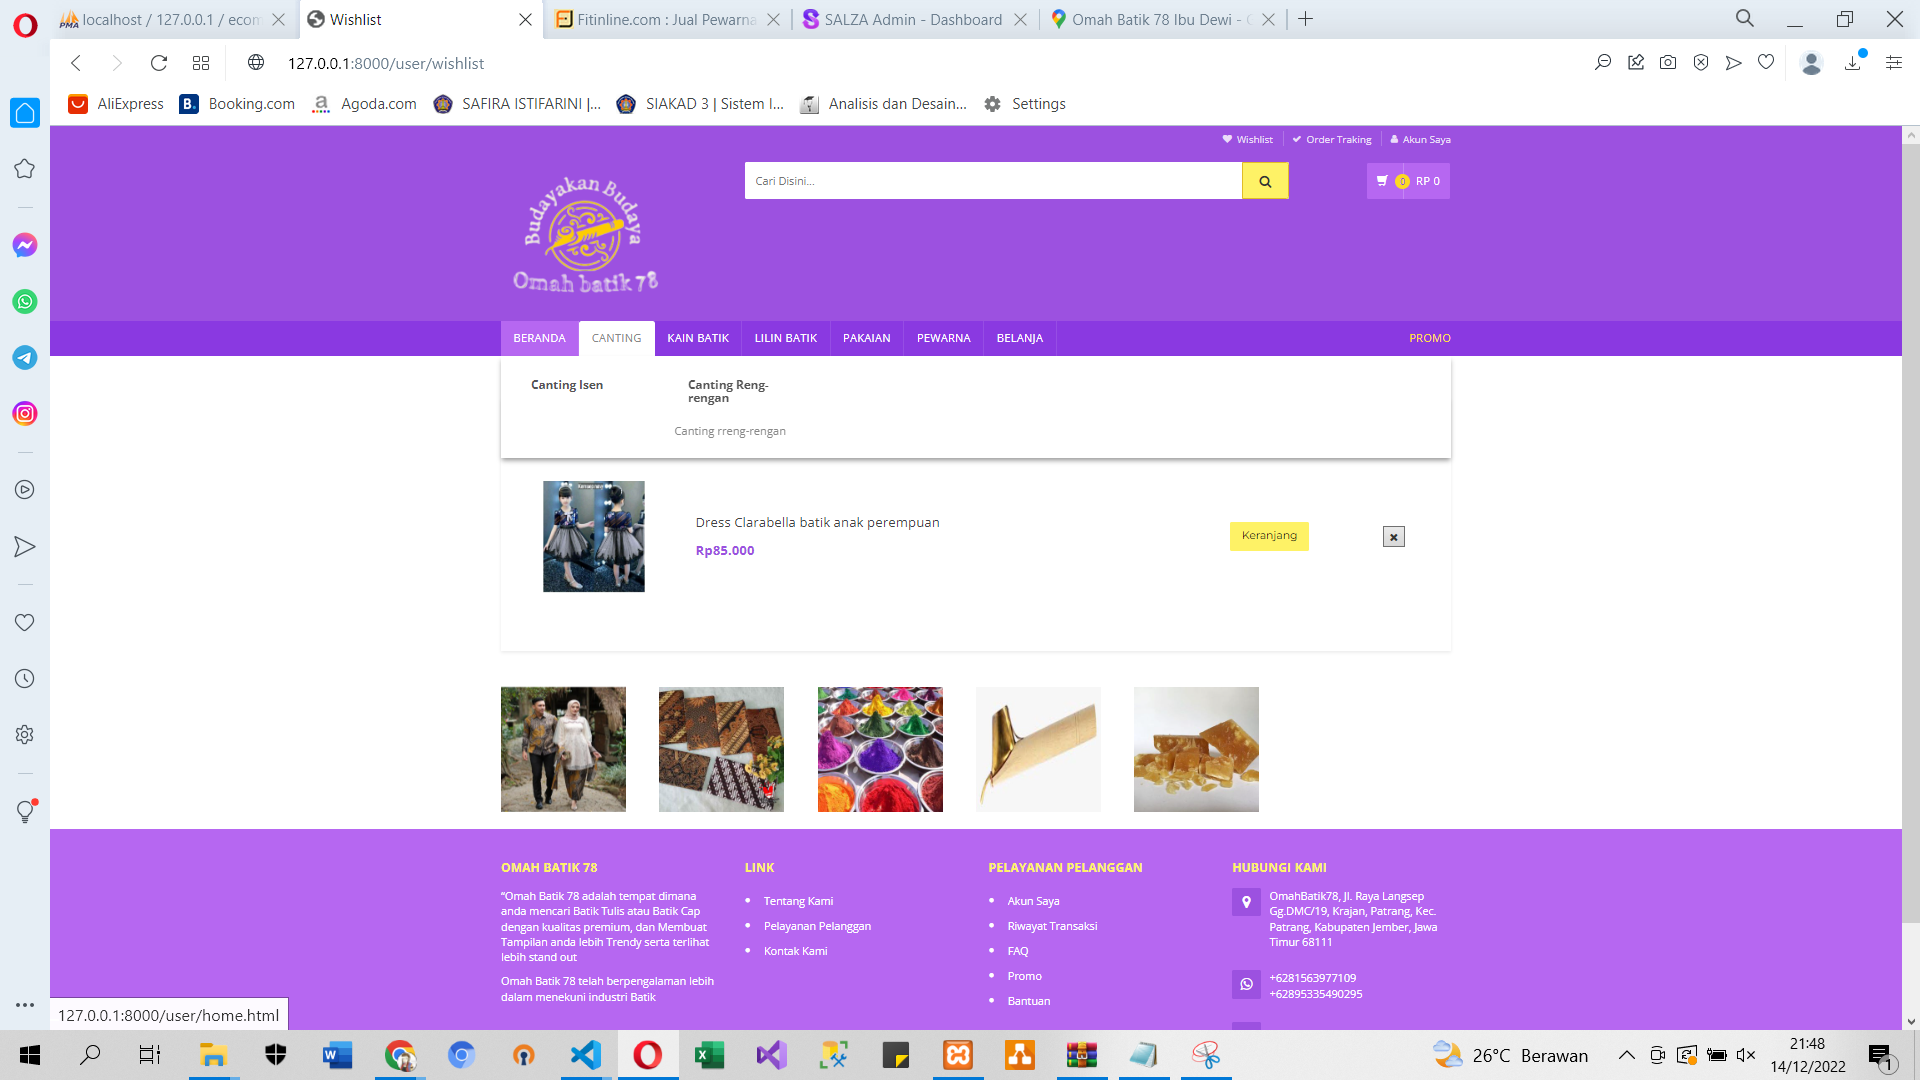 localhost / 127.0.0.1 / ecom
Wishlist
Fitinline.com : Jual Pewarna
SALZA Admin - Dashboard
Omah Batik 78 Ibu Dewi - G
127.0.0.1:8000/user/wishlist
AliExpress
Booking.com
Agoda.com
SAFIRA ISTIFARINI |...
SIAKAD 3 | Sistem I...
Analisis dan Desain...
Settings
Wishlist
Order Traking
Akun Saya
Budayakan Budaya
Omah batik 78
Cari Disini...
0
RP 0
BERANDA
CANTING
KAIN BATIK
LILIN BATIK
PAKAIAN
PEWARNA
BELANJA
PROMO
Canting Isen
Canting Reng-
rengan
Canting rreng-rengan
Dress Clarabella batik anak perempuan
Rp85.000
Keranjang
OMAH BATIK 78
"Omah Batik 78 adalah tempat dimana
anda mencari Batik Tulis atau Batik Cap
dengan kualitas premium, dan Membuat
Tampilan anda lebih Trendy serta terlihat
lebih stand out
Omah Batik 78 telah berpengalaman lebih
dalam menekuni industri Batik
LINK
Tentang Kami
Pelayanan Pelanggan
Kontak Kami
PELAYANAN PELANGGAN
Akun Saya
Riwayat Transaksi
FAQ
Promo
Bantuan
HUBUNGI KAMI
OmahBatik78, Jl. Raya Langsep
Gg.DMC/19, Krajan, Patrang, Kec.
Patrang, Kabupaten Jember, Jawa
Timur 68111
+6281563977109
+62895335490295
127.0.0.1:8000/user/home.html
26°C Berawan
21:48
14/12/2022
1